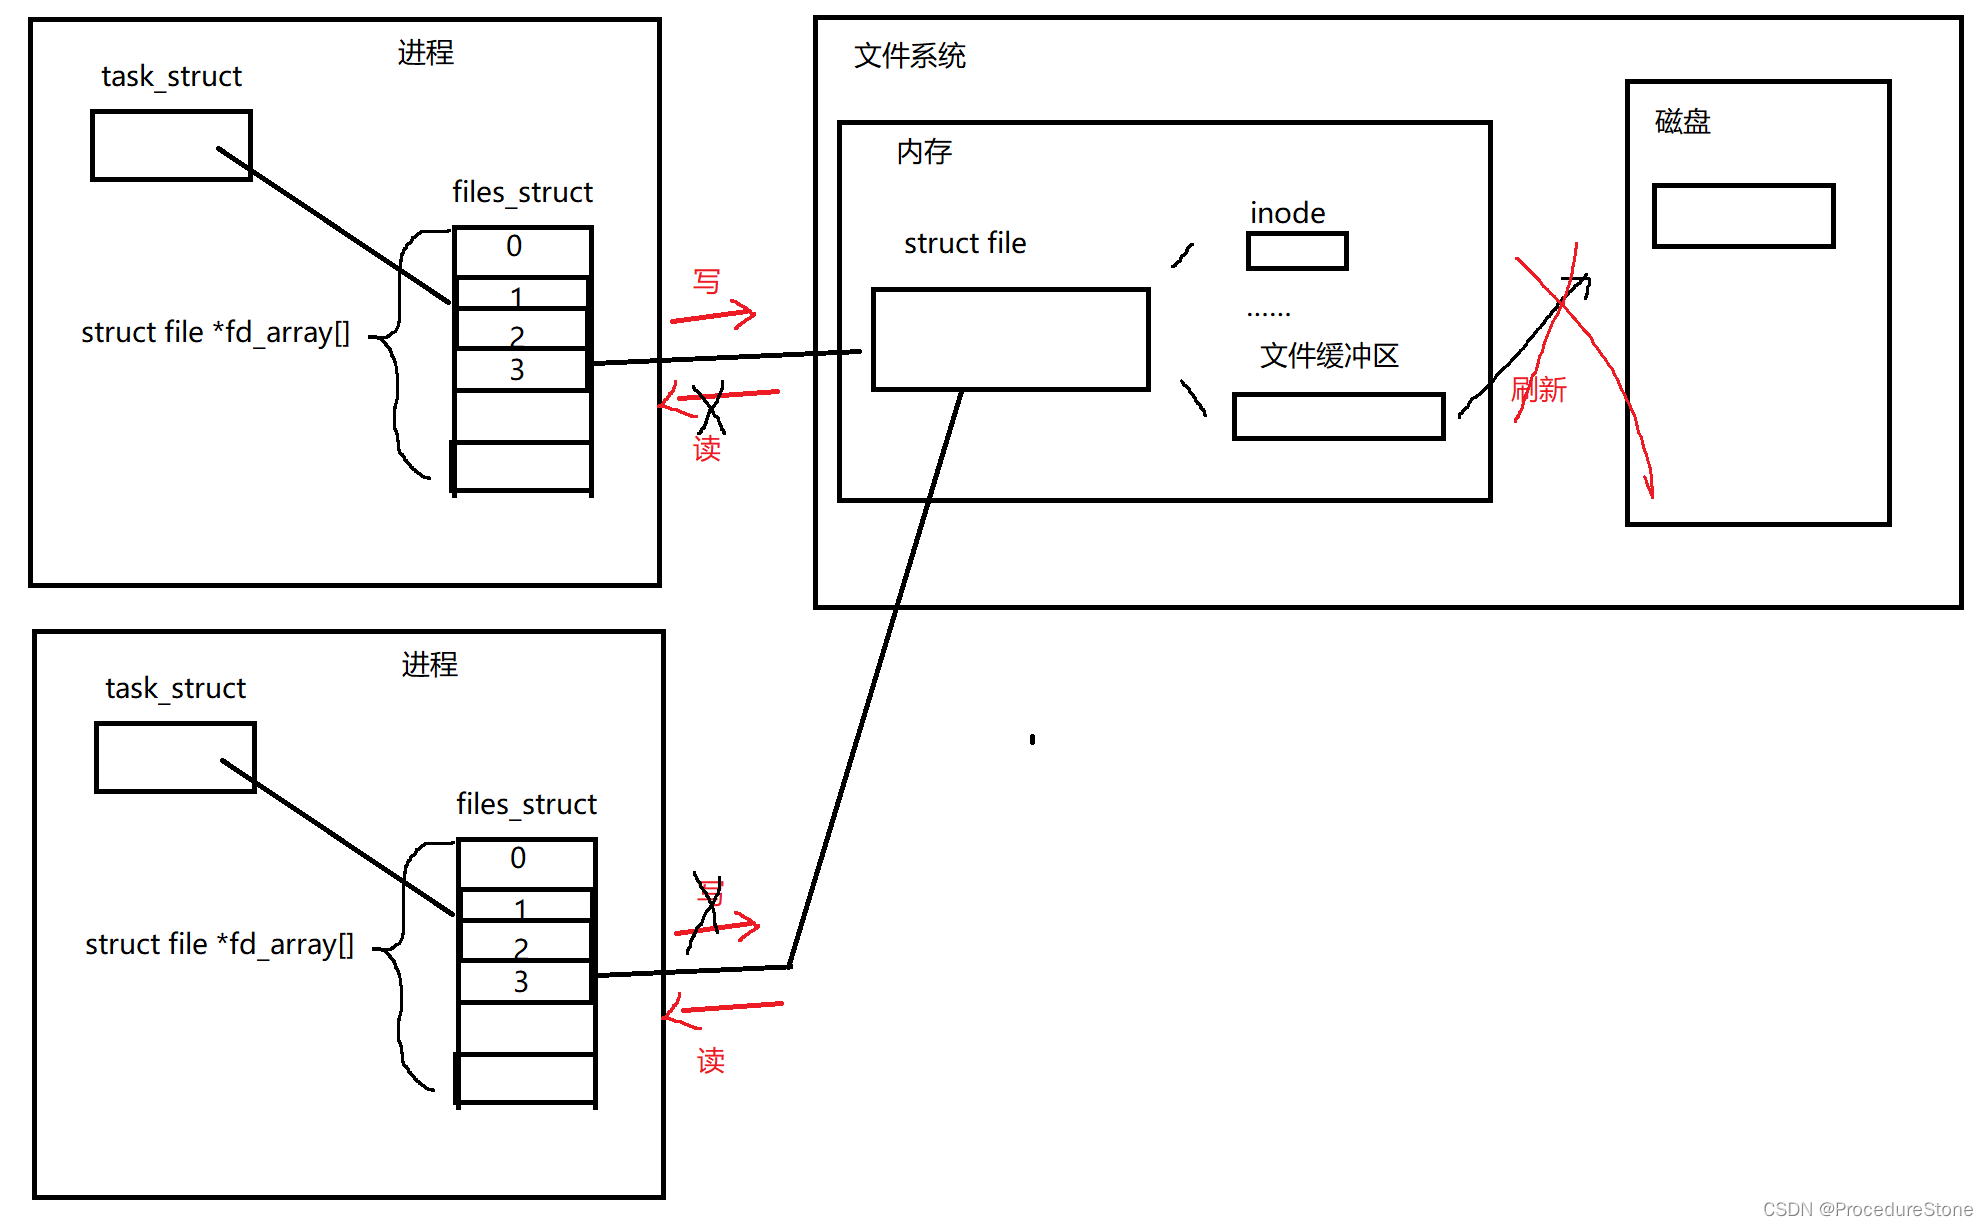 进程
task_struct
files_struct
0
1
2
3
struct file *fd_array[]
写
读
文件系统
内存
struct file
inode
......
文件缓冲区
刷新
磁盘
进程
task_struct
files_struct
0
1
2
3
struct file *fd_array[]
写
读
CSDN @ProcedureStone